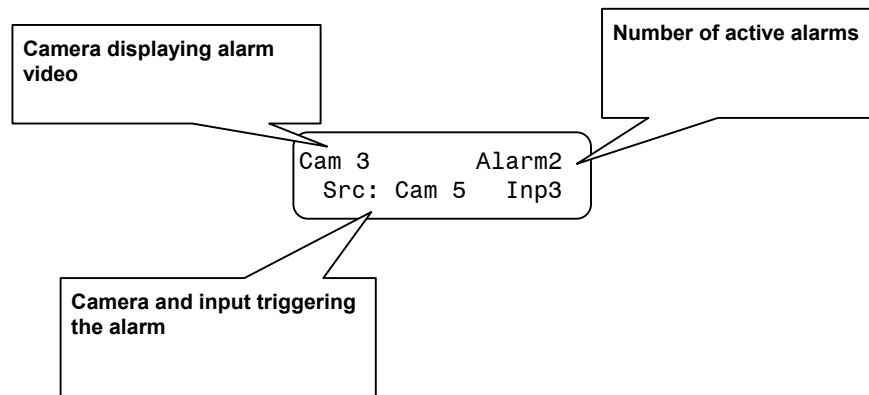 Camera displaying alarm
video
Number of active alarms
Cam 3 Alarm2
Src: Cam 5 Inp3
Camera and input triggering
the alarm